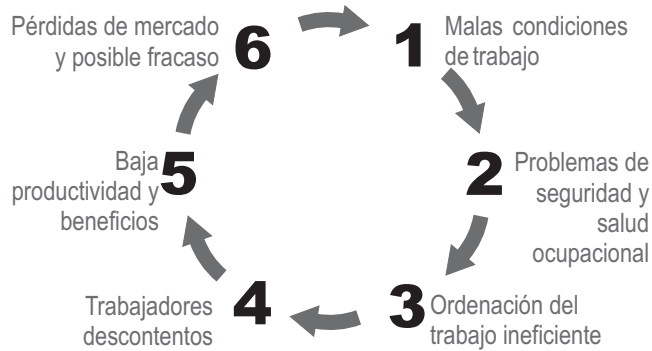 1
Malas condiciones
de trabajo
2
Problemas de
seguridad y
salud
ocupacional
3
Ordenación del
trabajo ineficiente
4
Trabajadores
descontentos
5
Baja
productividad y
beneficios
6
Pérdidas de mercado
y posible fracaso